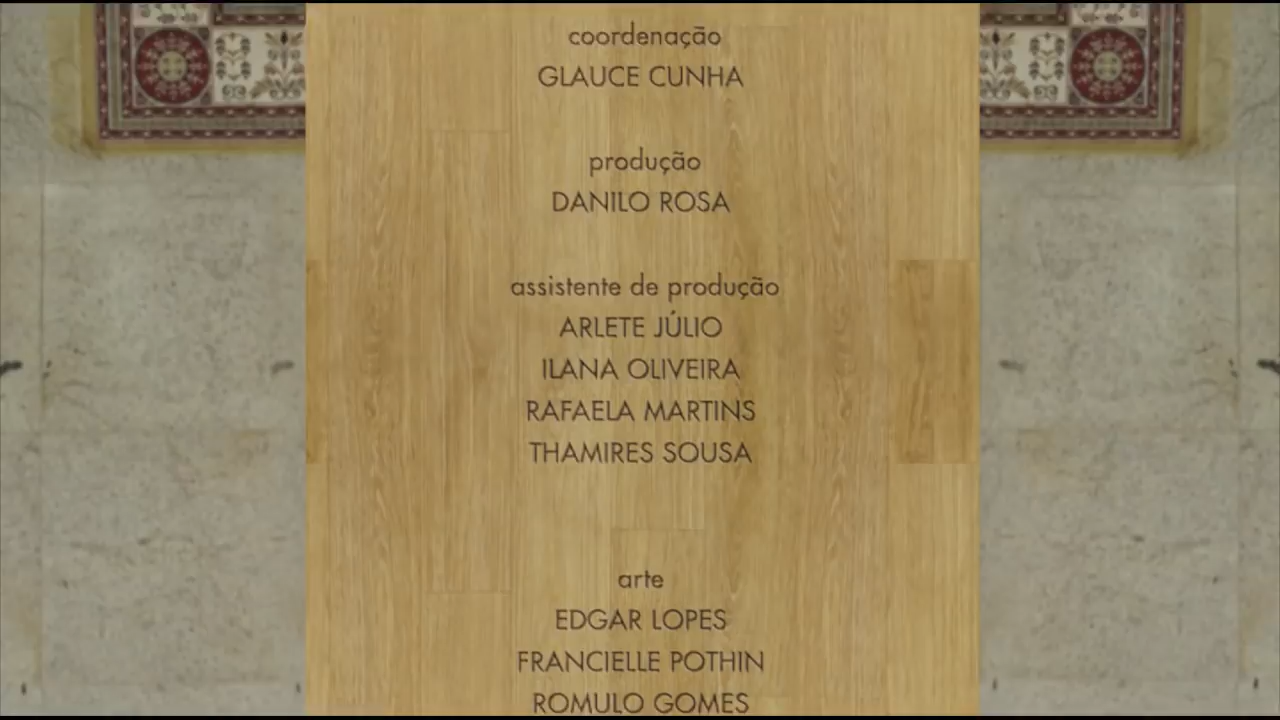 coordenação
GLAUCE CUNHA
produção
DANILO ROSA
assistente de produção
ARLETE JÚLIO
ILANA OLIVEIRA
RAFAELA MARTINS
THAMIRES SOUSA
arte
EDGAR LOPES
FRANCIELLE POTHIN
ROMULO GOMES